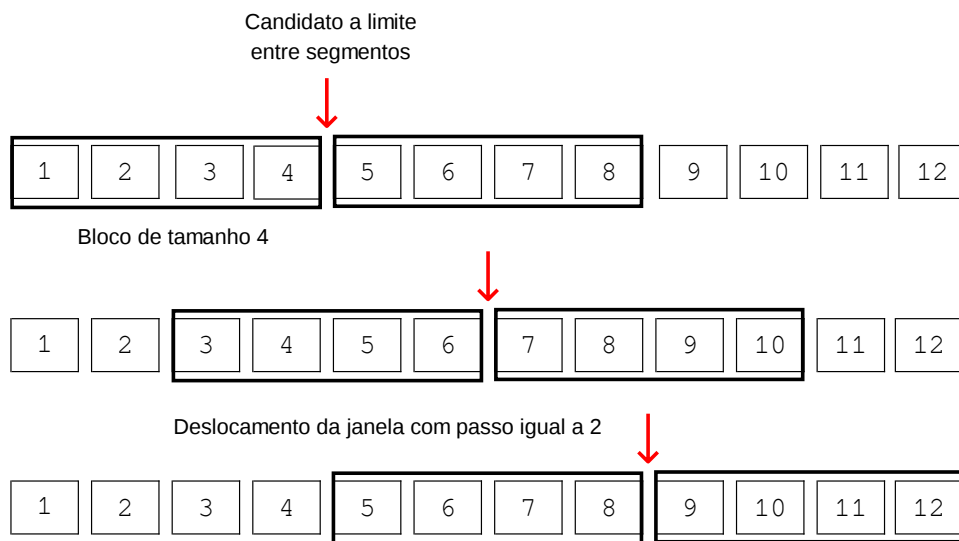 Candidato a limite
entre segmentos
1 2 3 4 5 6 7 8 9 10 11 12
Bloco de tamanho 4
1 2 3 4 5 6 7 8 9 10 11 12
Deslocamento da janela com passo igual a 2
1 2 3 4 5 6 7 8 9 10 11 12